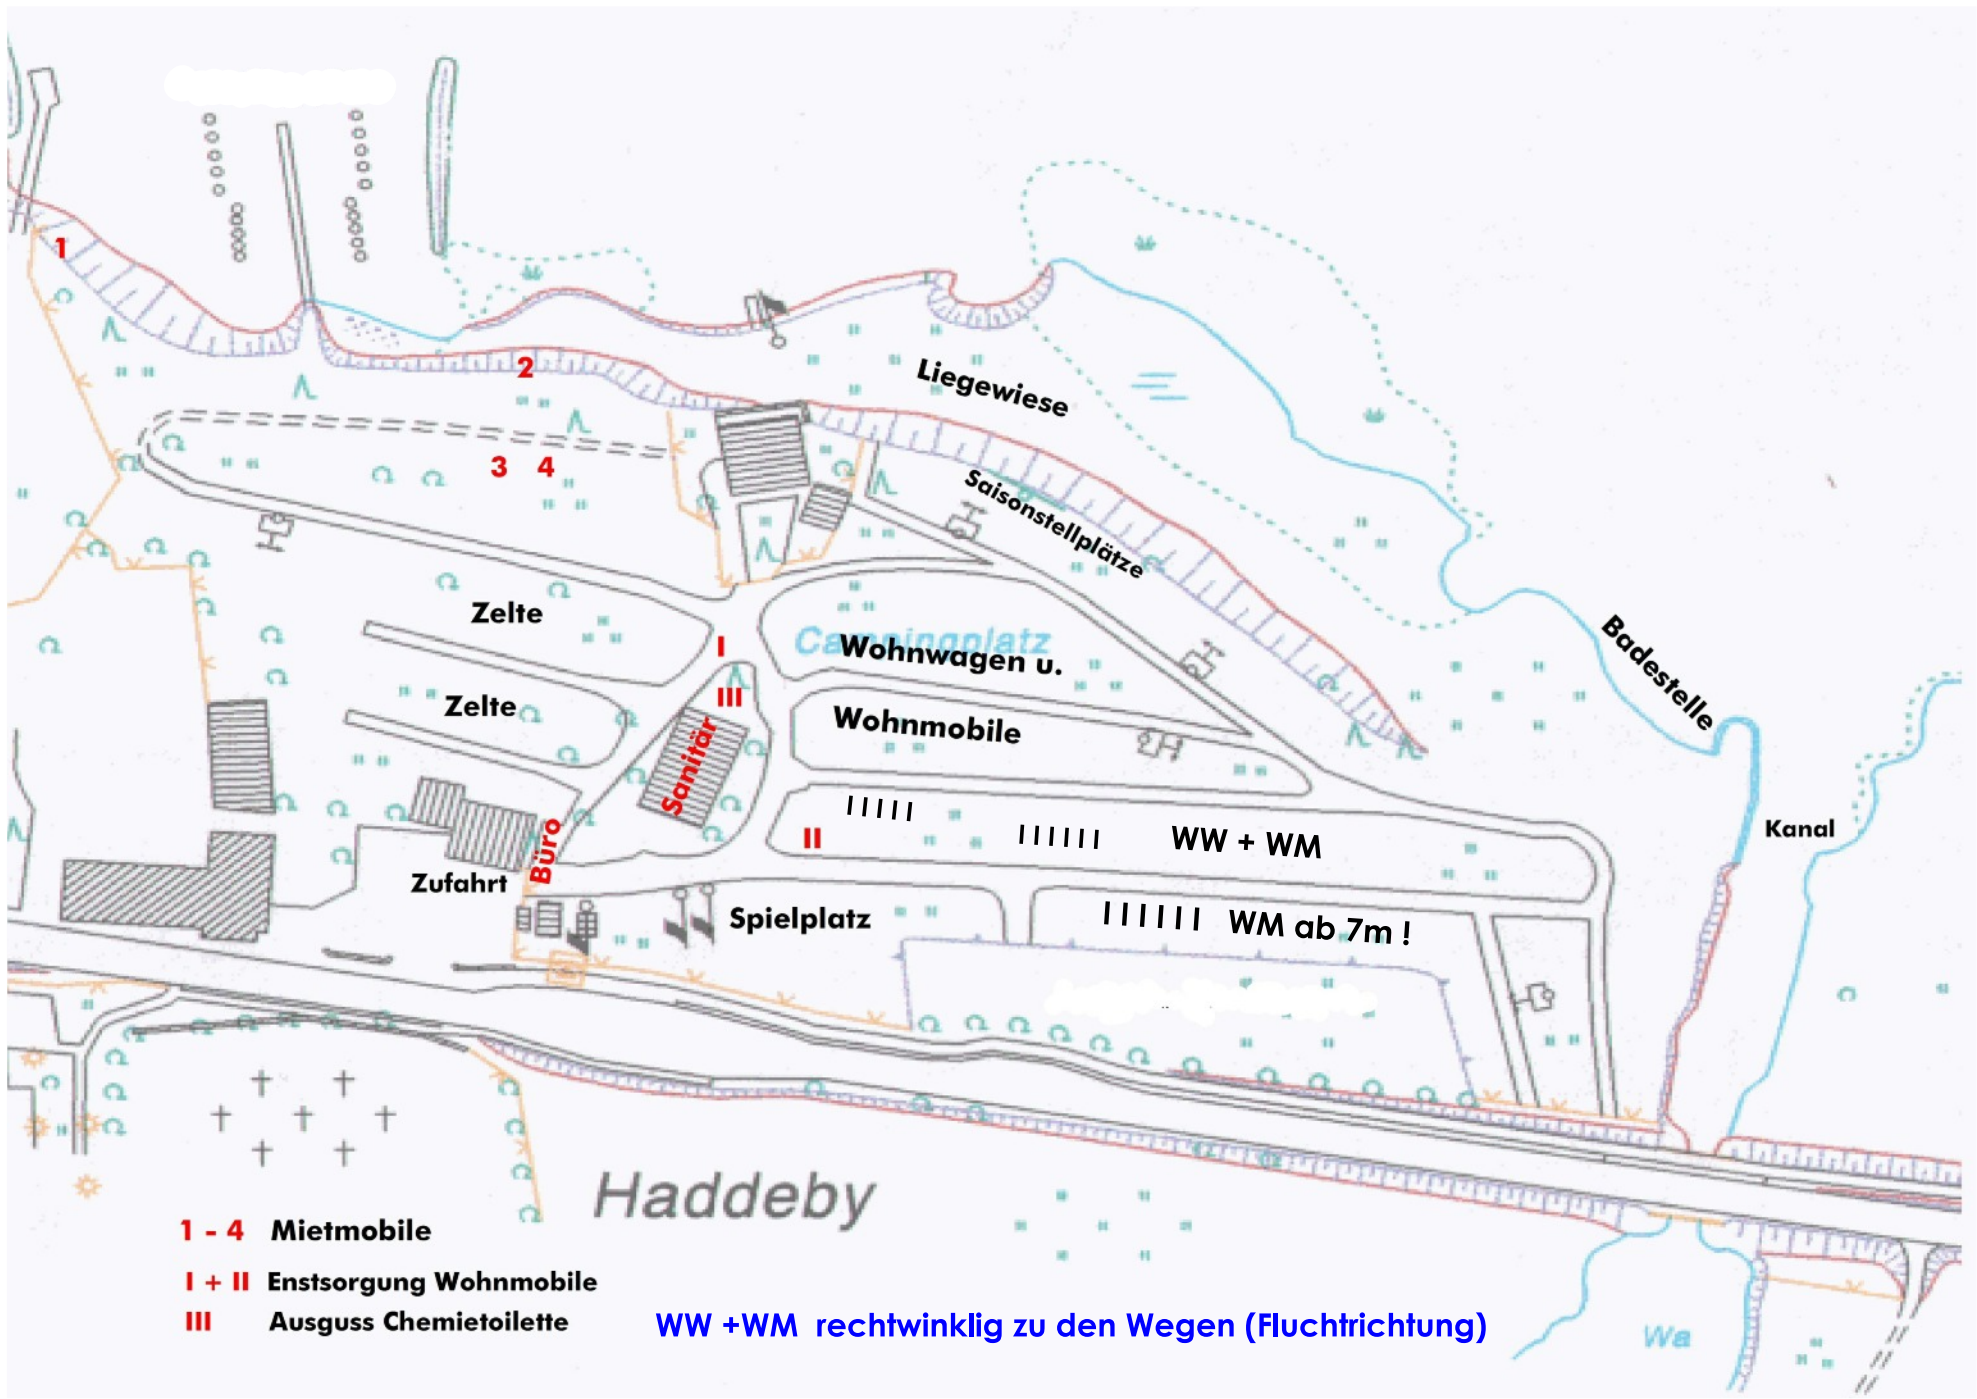 1
2
Liegewiese
3 4
Saisonstellplätze
Zelte
I
Campingplatz
Wohnwagen u.
Badestelle
III
Zelte
Wohnmobile
Sanitär
Büro
II
WW + WM
Kanal
Zufahrt
Spielplatz
WM ab 7m !
Haddeby
1 - 4 Mietmobile
I + II Enstsorgung Wohnmobile
III Ausguss Chemietoilette
WW +WM rechtwinklig zu den Wegen (Fluchtrichtung)
Wa